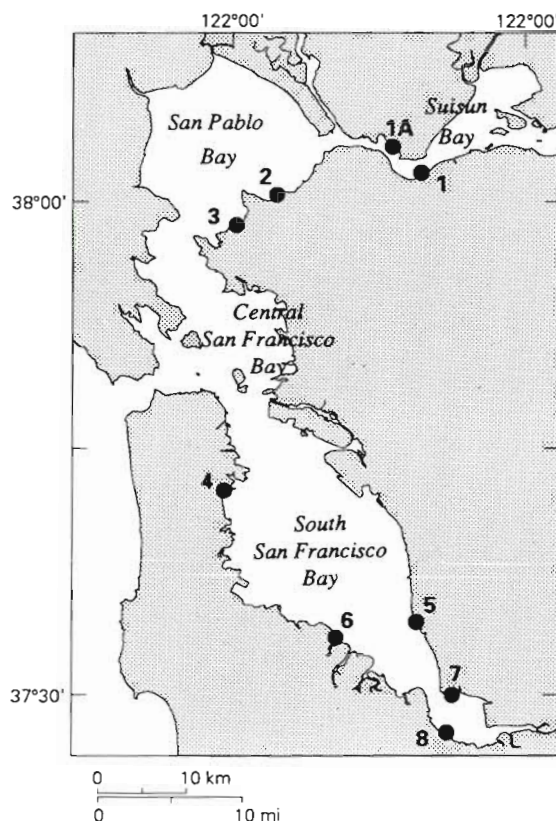 122°00' 122°00'
1A
Suisun
Bay
San Pablo
Bay
1
2
38°00'
3
Central
San Francisco
Bay
4
South
San Francisco
Bay
5
6
7
37°30'
8
0 10 km
0 10 mi